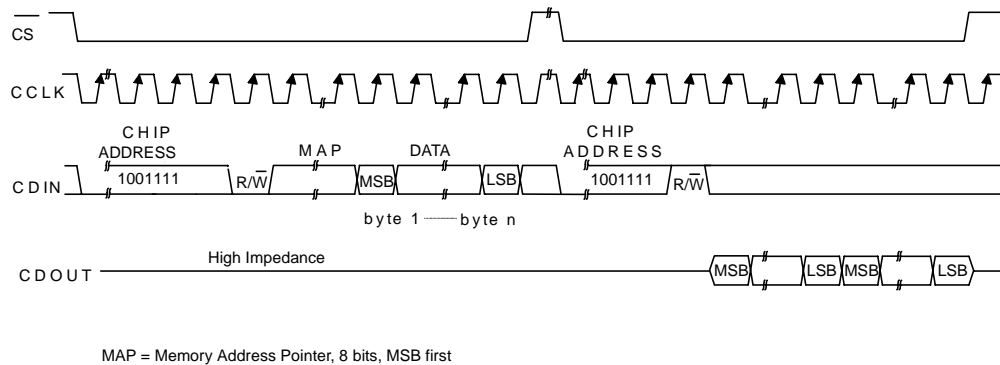 CS
CCLK
CHIP
ADDRESS
MAP
DATA
CHIP
ADDRESS
CDIN
1001111
R/W
MSB
LSB
1001111
R/W
byte 1
byte n
High Impedance
CDOUT
MSB
LSB
MSB
LSB
MAP = Memory Address Pointer, 8 bits, MSB first